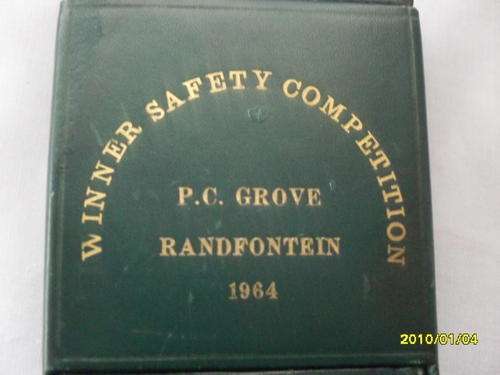 WINNER SAFETY COMPETITION
P.C. GROVE
RANDFONTEIN
1964
2010/01/04